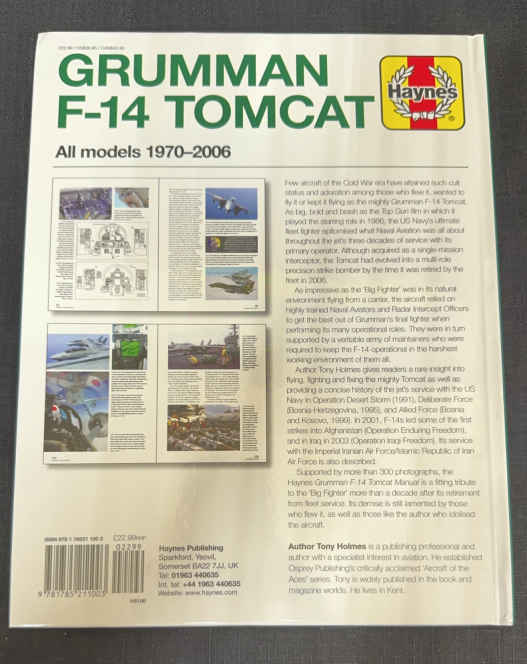 GRUMMAN
F-14 TOMCAT
Haynes
All models 1970–2006
Few aircraft of the Cold War era have attained such cult
status and adoration among those who flew it, wanted to
fly it or kept it flying as the mighty Grumman F-14 Tomcat.
As big, bold and brash as the Top Gun film in which it
played the starring role in 1986, the US Navy's ultimate
fleet fighter epitomised what Naval Aviation was all about
throughout the jet's three decades of service with its
primary operator. Although acquired as a single-mission
interceptor, the Tomcat had evolved into a multi-role
precision strike bomber by the time it was retired by the
fleet in 2006.
As impressive as the 'Big Fighter' was in its natural
environment flying from a carrier, the aircraft relied on
highly trained Naval Aviators and Radar Intercept Officers
to get the best out of Grumman's final fighter when
performing its many operational roles. They were in turn
supported by a veritable army of maintainers who were
required to keep the F-14 operational in the harshest
working environment of them all.
Author Tony Holmes gives readers a rare insight into
flying, fighting and fixing the mighty Tomcat as well as
providing a concise history of the jet's service with the US
Navy in Operation Desert Storm (1991), Deliberate Force
(Bosnia-Herzegovina, 1995), and Allied Force (Bosnia
and Kosovo, 1999). In 2001, F-14s led some of the first
strikes into Afghanistan (Operation Enduring Freedom),
and in Iraq in 2003 (Operation Iraqi Freedom). Its service
with the Imperial Iranian Air Force/Islamic Republic of Iran
Air Force is also described.
Supported by more than 300 photographs, the
Haynes Grumman F-14 Tomcat Manual is a fitting tribute
to the 'Big Fighter' more than a decade after its retirement
from fleet service. Its demise is still lamented by those
who flew it, as well as those like the author who idolised
the aircraft.
Author Tony Holmes is a publishing professional and
author with a specialist interest in aviation. He established
Osprey Publishing's critically acclaimed 'Aircraft of the
Aces' series. Tony is widely published in the book and
magazine worlds. He lives in Kent.
ISBN 978 1 78521 100 3
£22.99
02299
9 781785 211003
Haynes Publishing
Sparkford, Yeovil,
Somerset BA22 7JJ, UK
Tel: 01963 440635
Int. tel: +44 1963 440635
Website: www.haynes.com